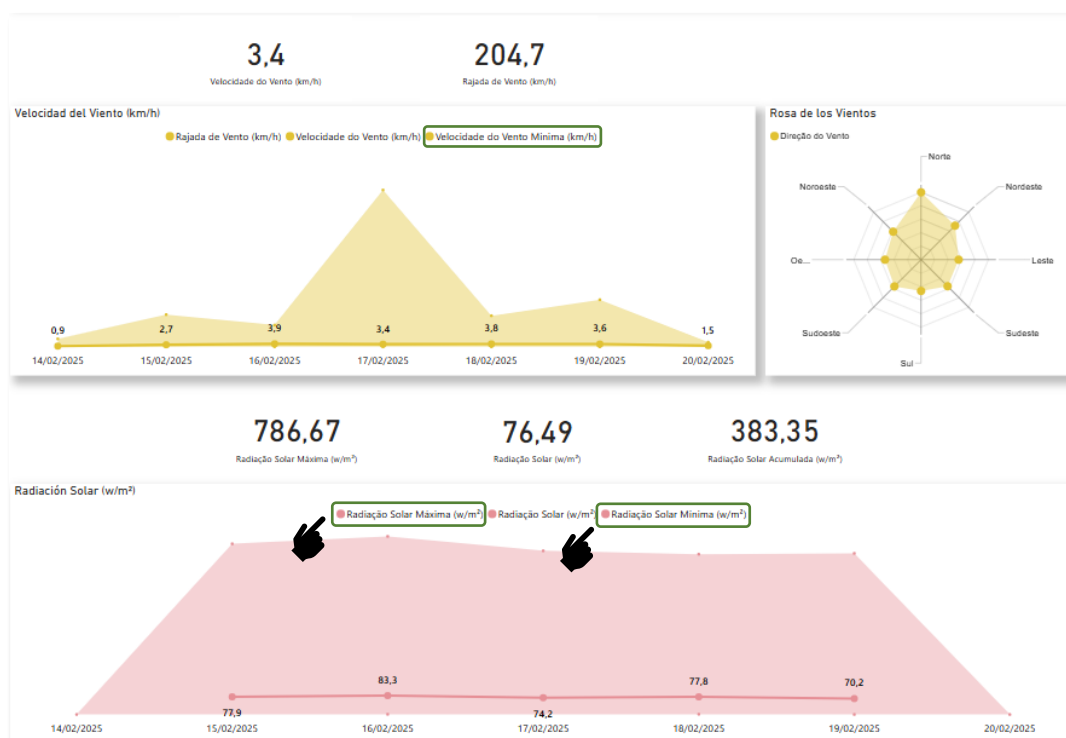 3,4
Velocidade do Vento (km/h)
204,7
Rajada de Vento (km/h)
Velocidad del Viento (km/h)
Rajada de Vento (km/h) Velocidade do Vento (km/h) Velocidade do Vento Mínima (km/h)
0,9 2,7 3,9 3,4 3,8 3,6 1,5
14/02/2025 15/02/2025 16/02/2025 17/02/2025 18/02/2025 19/02/2025 20/02/2025
Rosa de los Vientos
Direção do Vento
Norte
Noroeste Nordeste
Oe... Leste
Sudoeste Sudeste
Sul
786,67
Radiação Solar Máxima (w/m²)
76,49
Radiação Solar (w/m²)
383,35
Radiação Solar Acumulada (w/m²)
Radiación Solar (w/m²)
Radiação Solar Máxima (w/m²) Radiação Solar (w/m²) Radiação Solar Mínima (w/m²)
77,9 83,3 74,2 77,8 70,2
14/02/2025 15/02/2025 16/02/2025 17/02/2025 18/02/2025 19/02/2025 20/02/2025